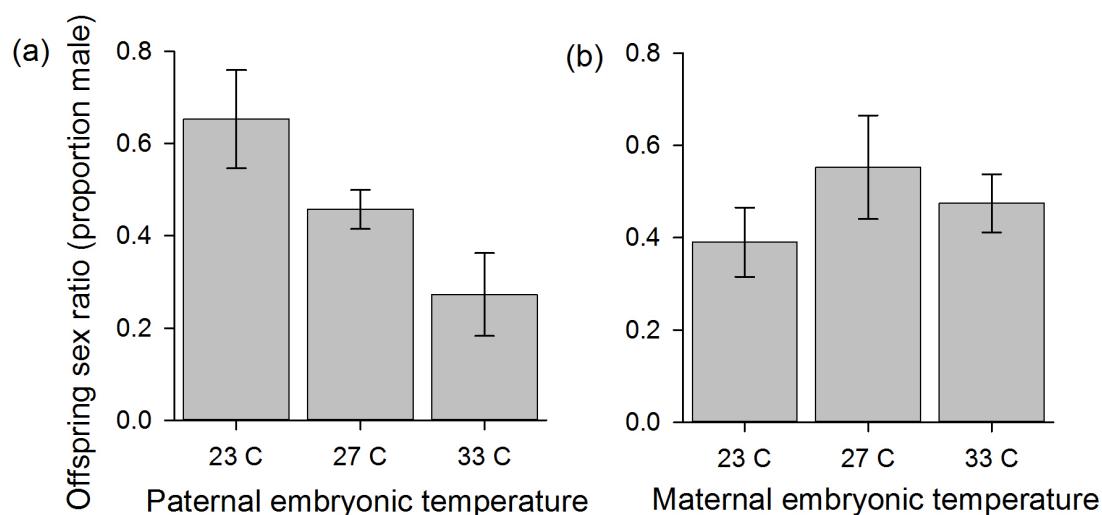 (a)
Offspring sex ratio (proportion male)
0.8
0.6
0.4
0.2
0.0
23 C 27 C 33 C
Paternal embryonic temperature
(b)
0.8
0.6
0.4
0.2
0.0
23 C 27 C 33 C
Maternal embryonic temperature